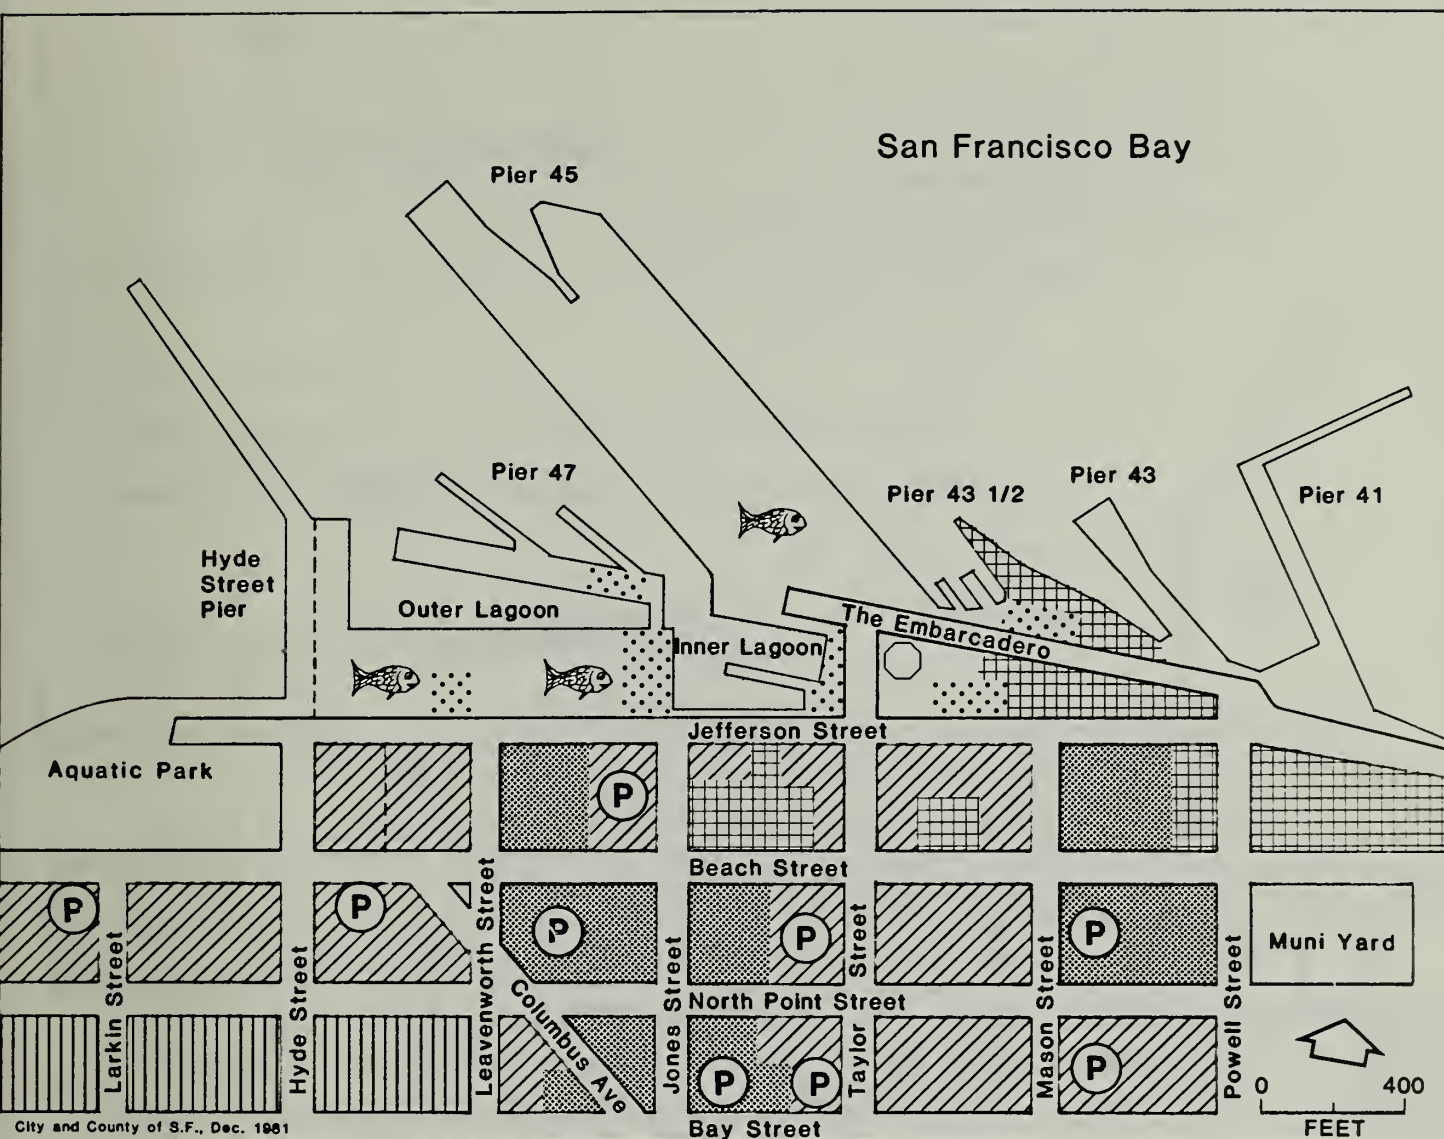 San Francisco Bay
Pier 45
Pier 47
Pier 43 1/2
Pier 43
Pier 41
Hyde
Street
Pier
Outer Lagoon
Inner Lagoon
The Embarcadero
Jefferson Street
Aquatic Park
P
Beach Street
P
P
P
P
P
Muni Yard
Larkin Street
Hyde Street
Leavenworth Street
Columbus Ave
Jones Street
North Point Street
Taylor Street
Mason Street
Powell Street
P
P
P
0 400
FEET
City and County of S.F., Dec. 1981
Bay Street